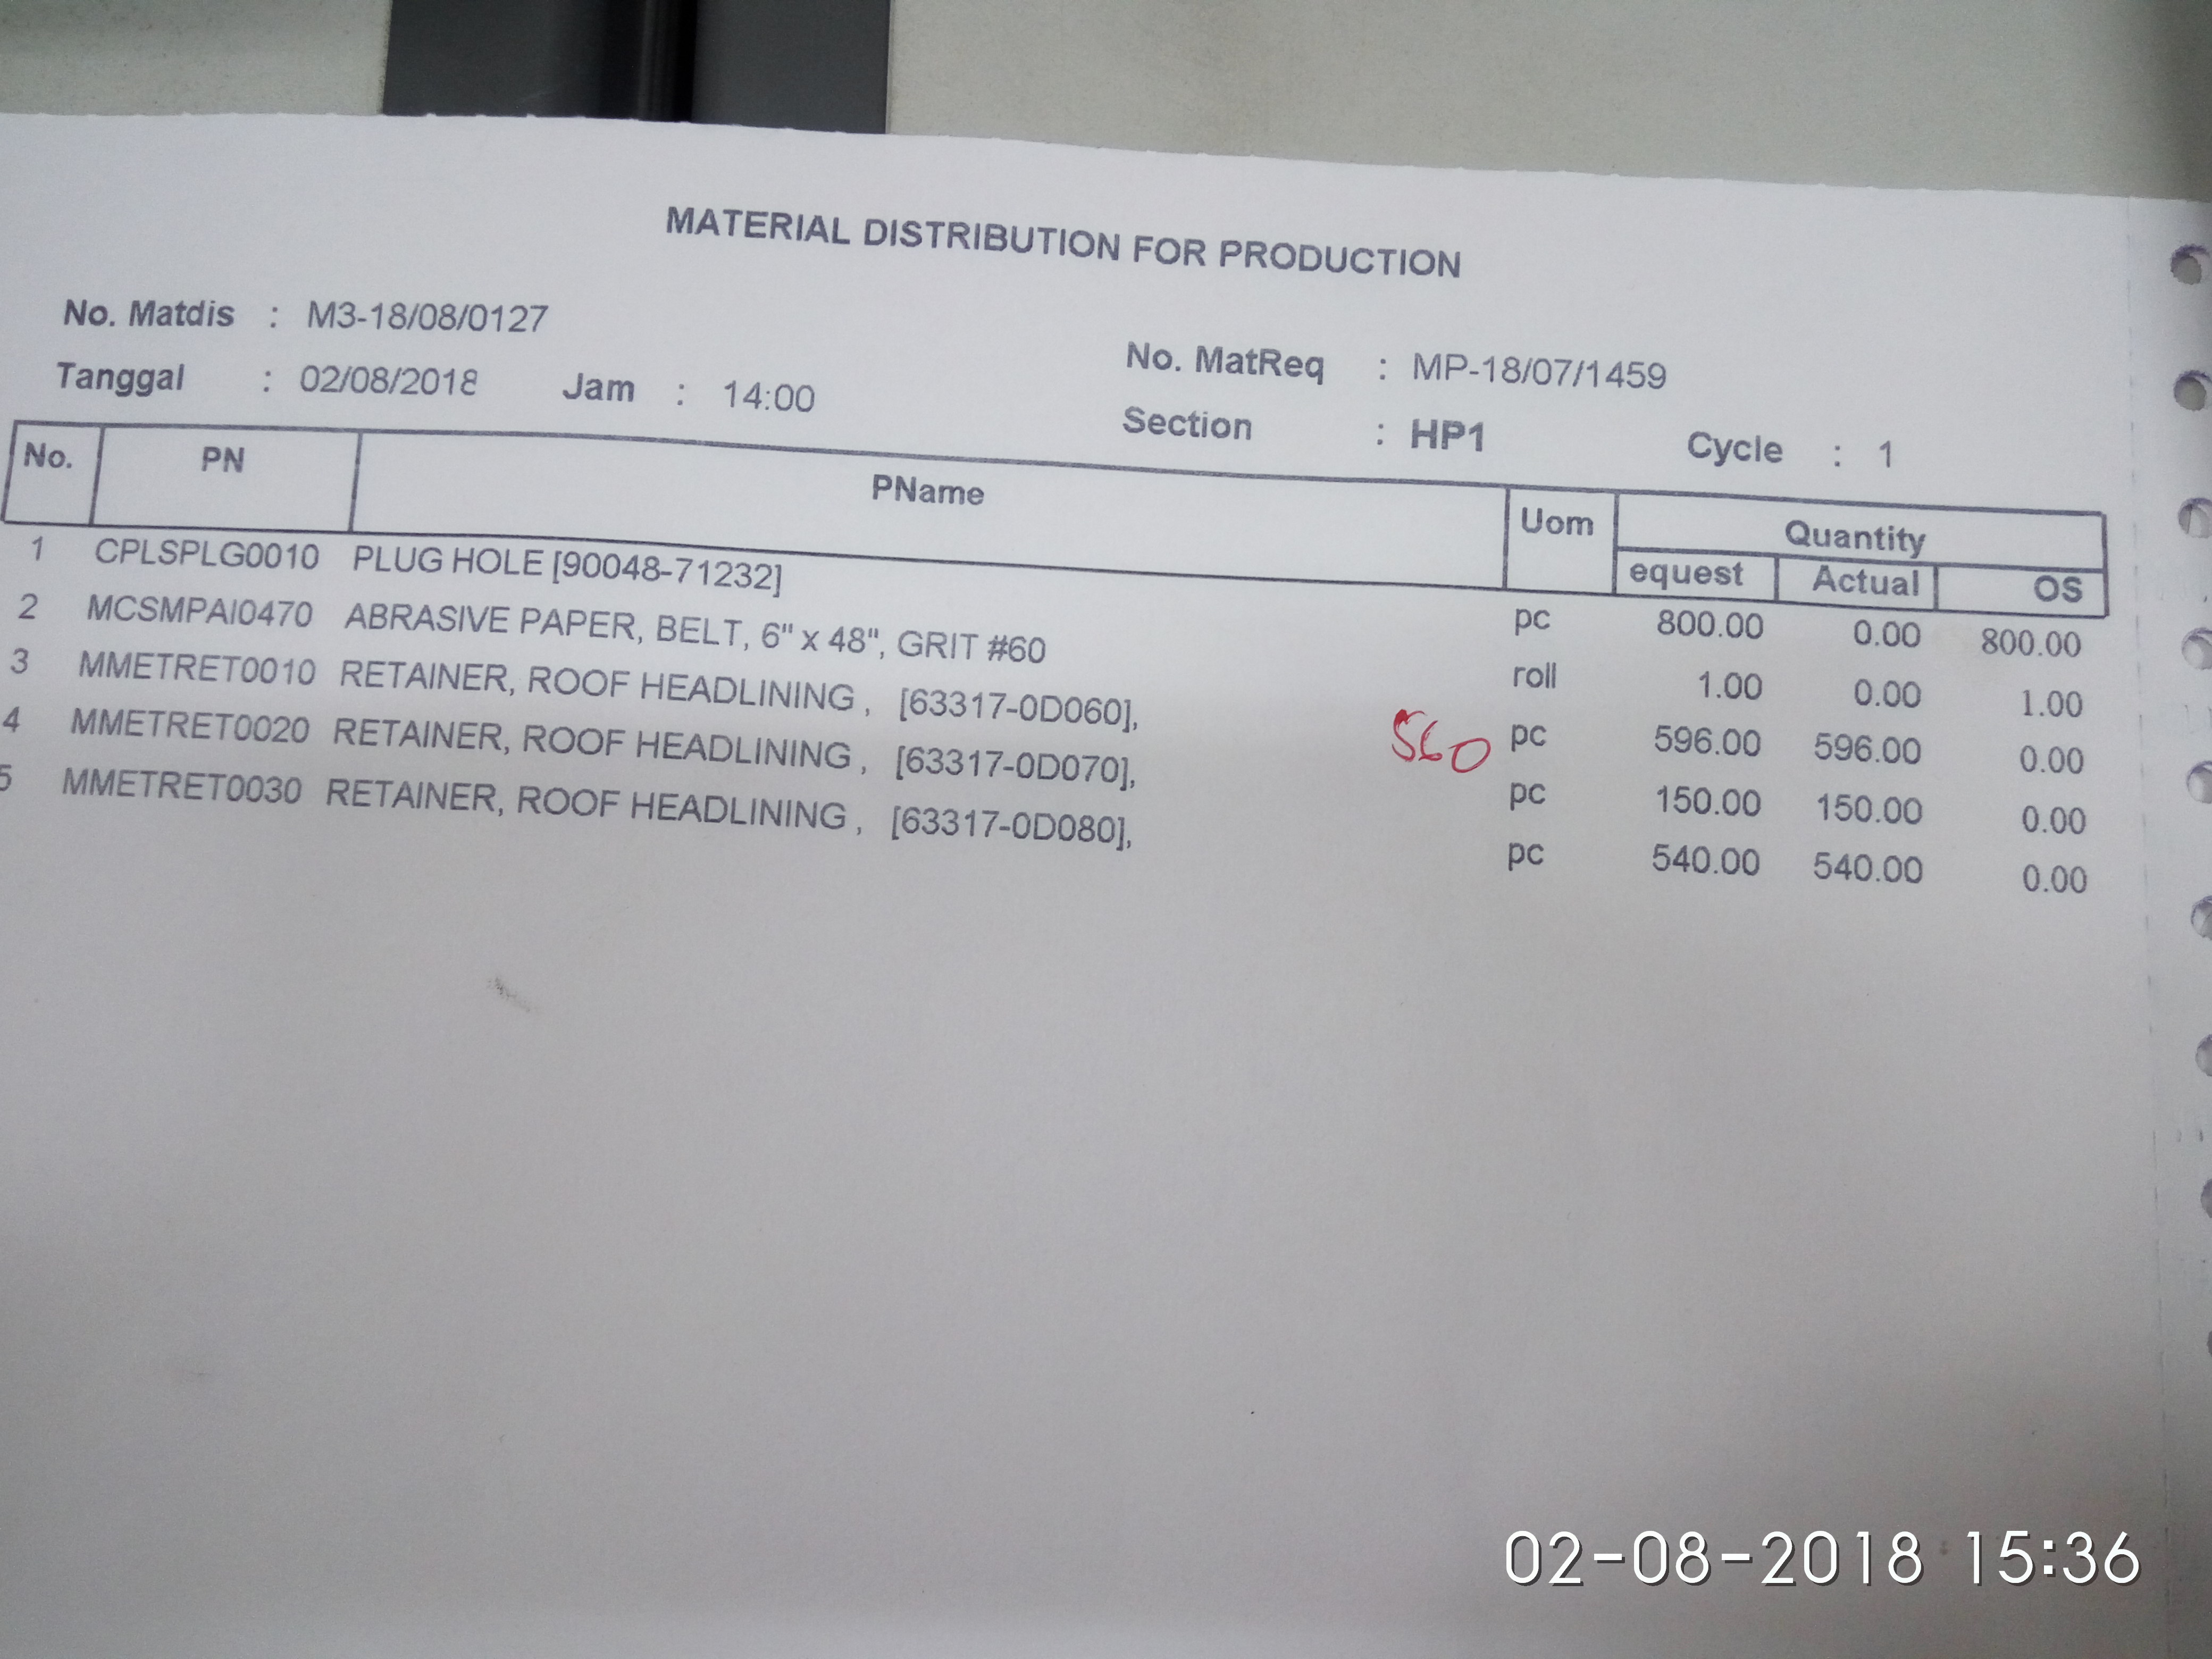 MATERIAL DISTRIBUTION FOR PRODUCTION
No. Matdis : M3-18/08/0127
No. MatReq : MP-18/07/1459
Tanggal : 02/08/2018 Jam : 14:00
Section : HP1 Cycle : 1
No. PN PName Uom Quantity
equest Actual OS
1 CPLSPLG0010 PLUG HOLE [90048-71232] pc 800.00 0.00 800.00
2 MCSMPAI0470 ABRASIVE PAPER, BELT, 6" x 48", GRIT #60 roll 1.00 0.00 1.00
3 MMETRET0010 RETAINER, ROOF HEADLINING , [63317-0D060], 560 pc 596.00 596.00 0.00
4 MMETRET0020 RETAINER, ROOF HEADLINING , [63317-0D070], pc 150.00 150.00 0.00
5 MMETRET0030 RETAINER, ROOF HEADLINING , [63317-0D080], pc 540.00 540.00 0.00
02-08-2018 15:36